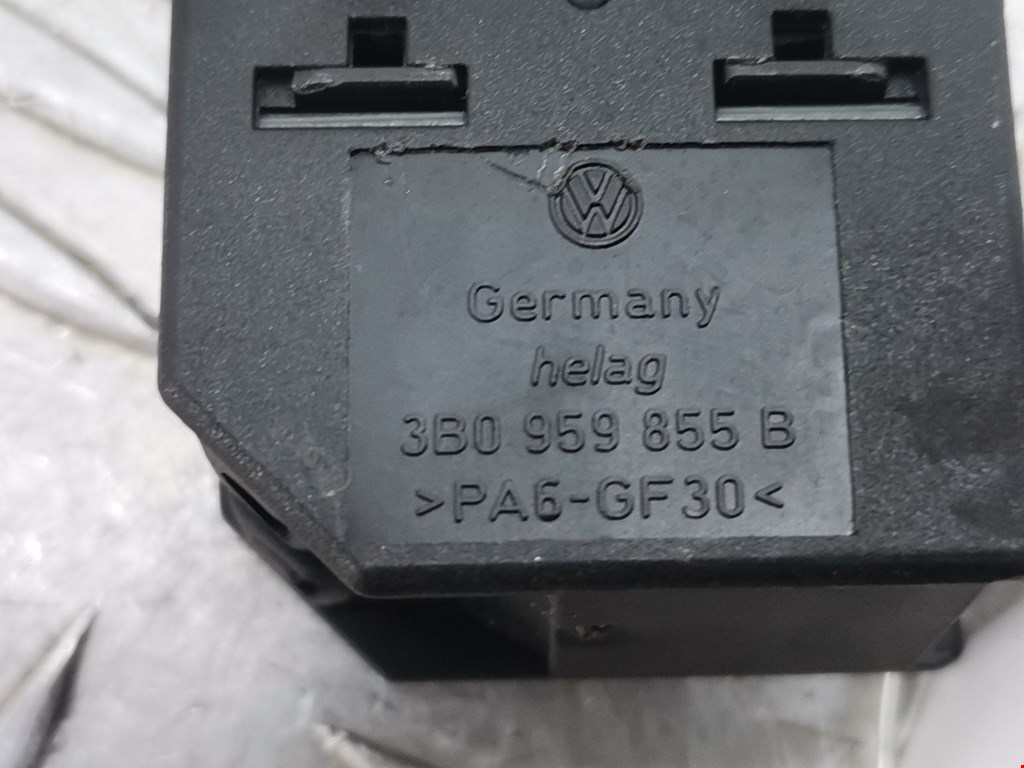 Germany
helag
3B0 959 855 B
>PA6-GF30<